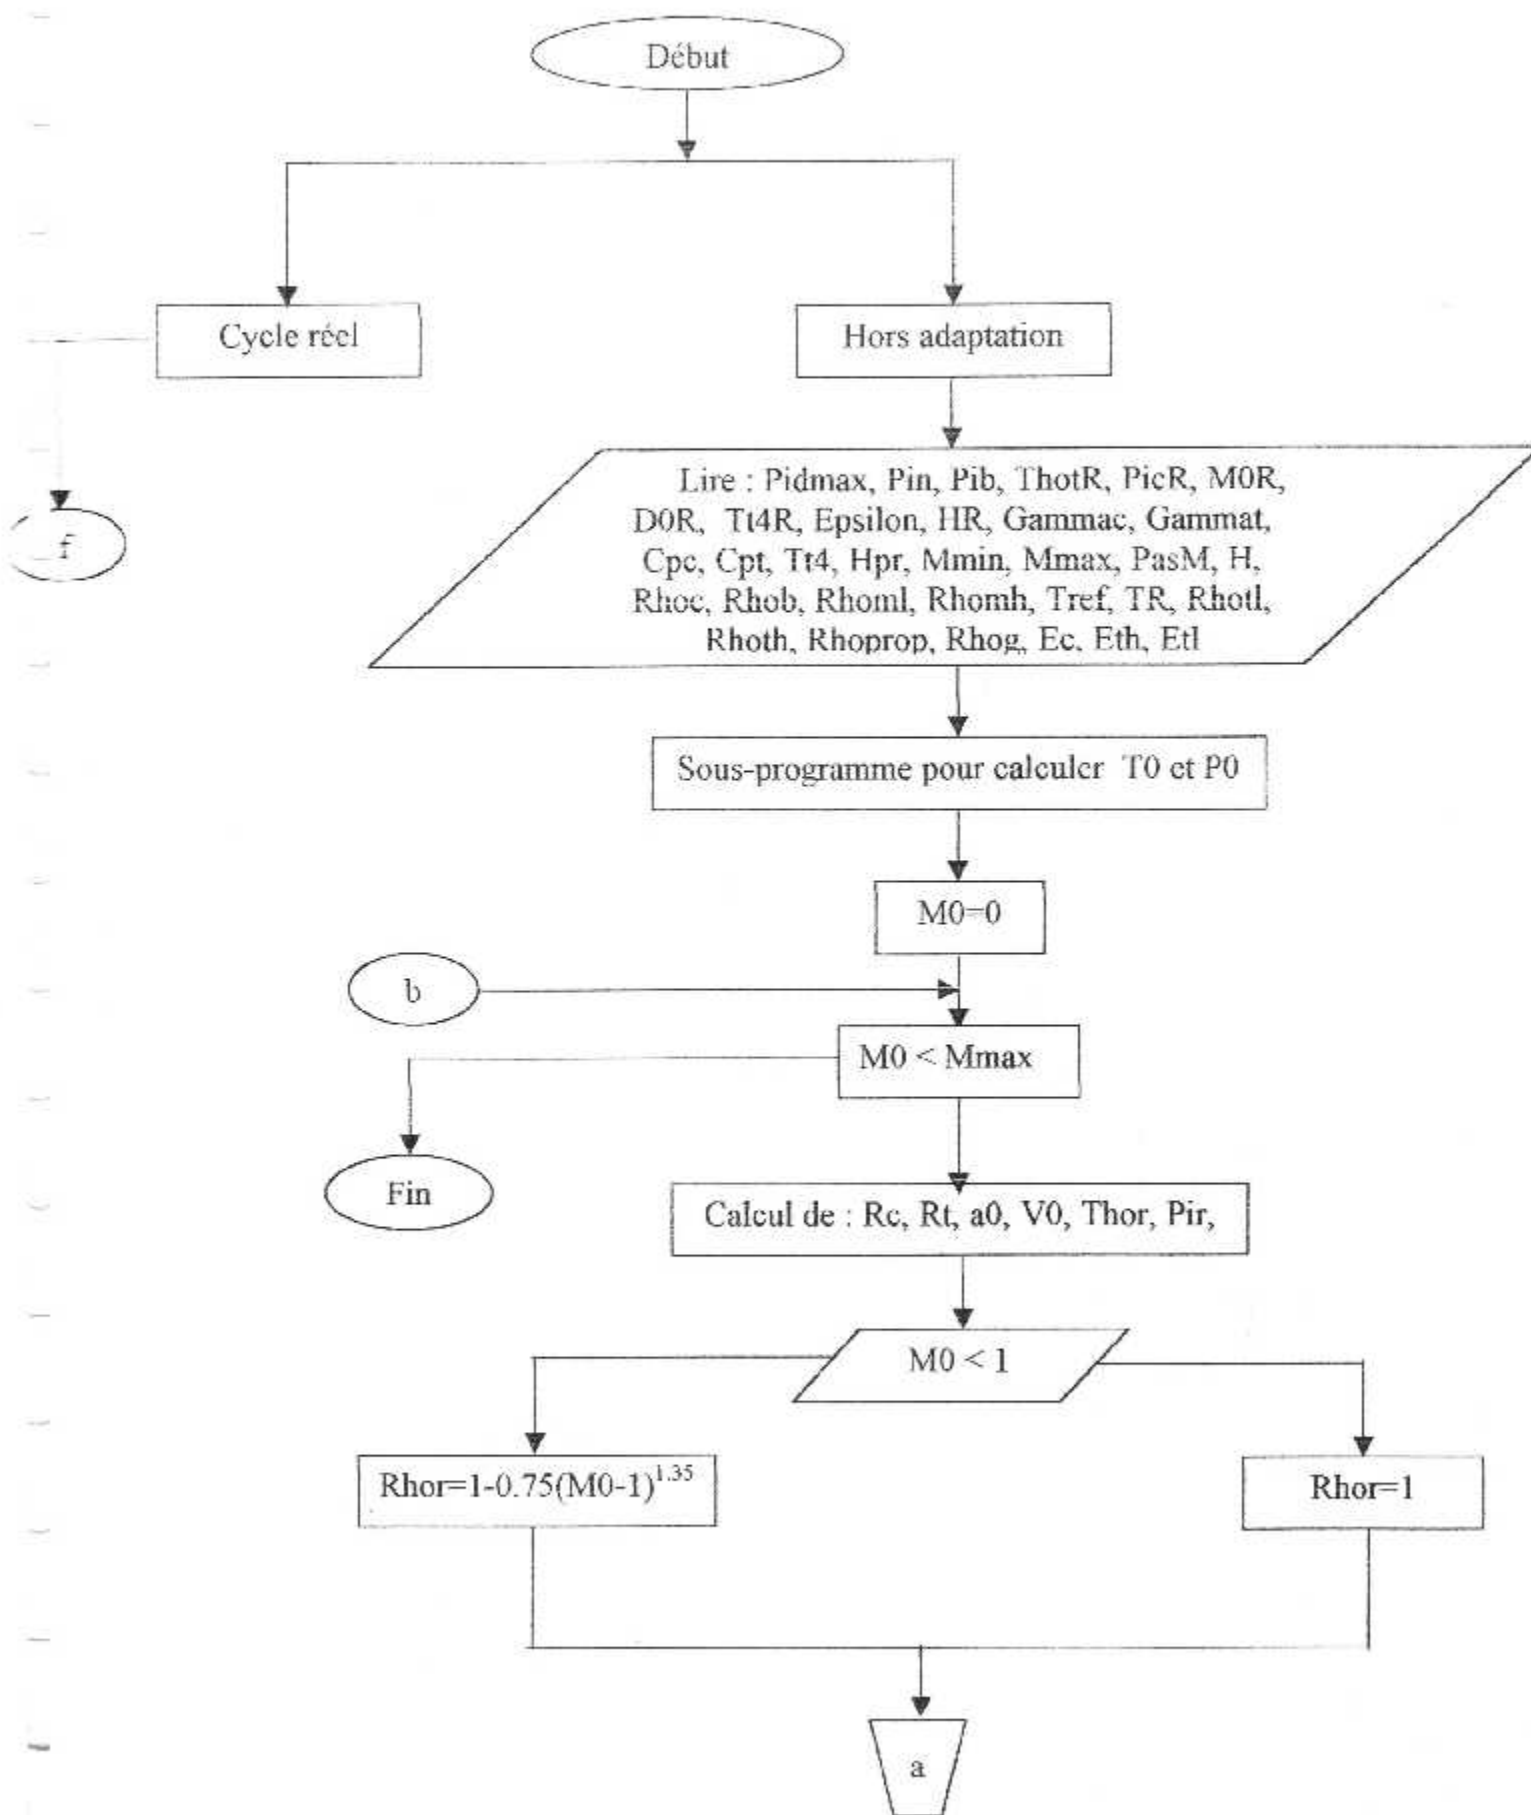 Début
Cycle réel
Hors adaptation
Lire : Pidmax, Pin, Pib, ThotR, PicR, M0R,
D0R, Tt4R, Epsilon, HR, Gammac, Gammat,
Cpc, Cpt, Tt4, Hpr, Mmin, Mmax, PasM, H,
Rhoc, Rhob, Rhoml, Rhomh, Tref, TR, Rhotl,
Rhoth, Rhoprop, Rhog, Ec, Eth, Etl
f
Sous-programme pour calculer T0 et P0
M0=0
b
M0 < Mmax
Fin
Calcul de : Rc, Rt, a0, V0, Thor, Pir,
M0 < 1
Rhor=1-0.75(M0-1)^1.35
Rhor=1
a